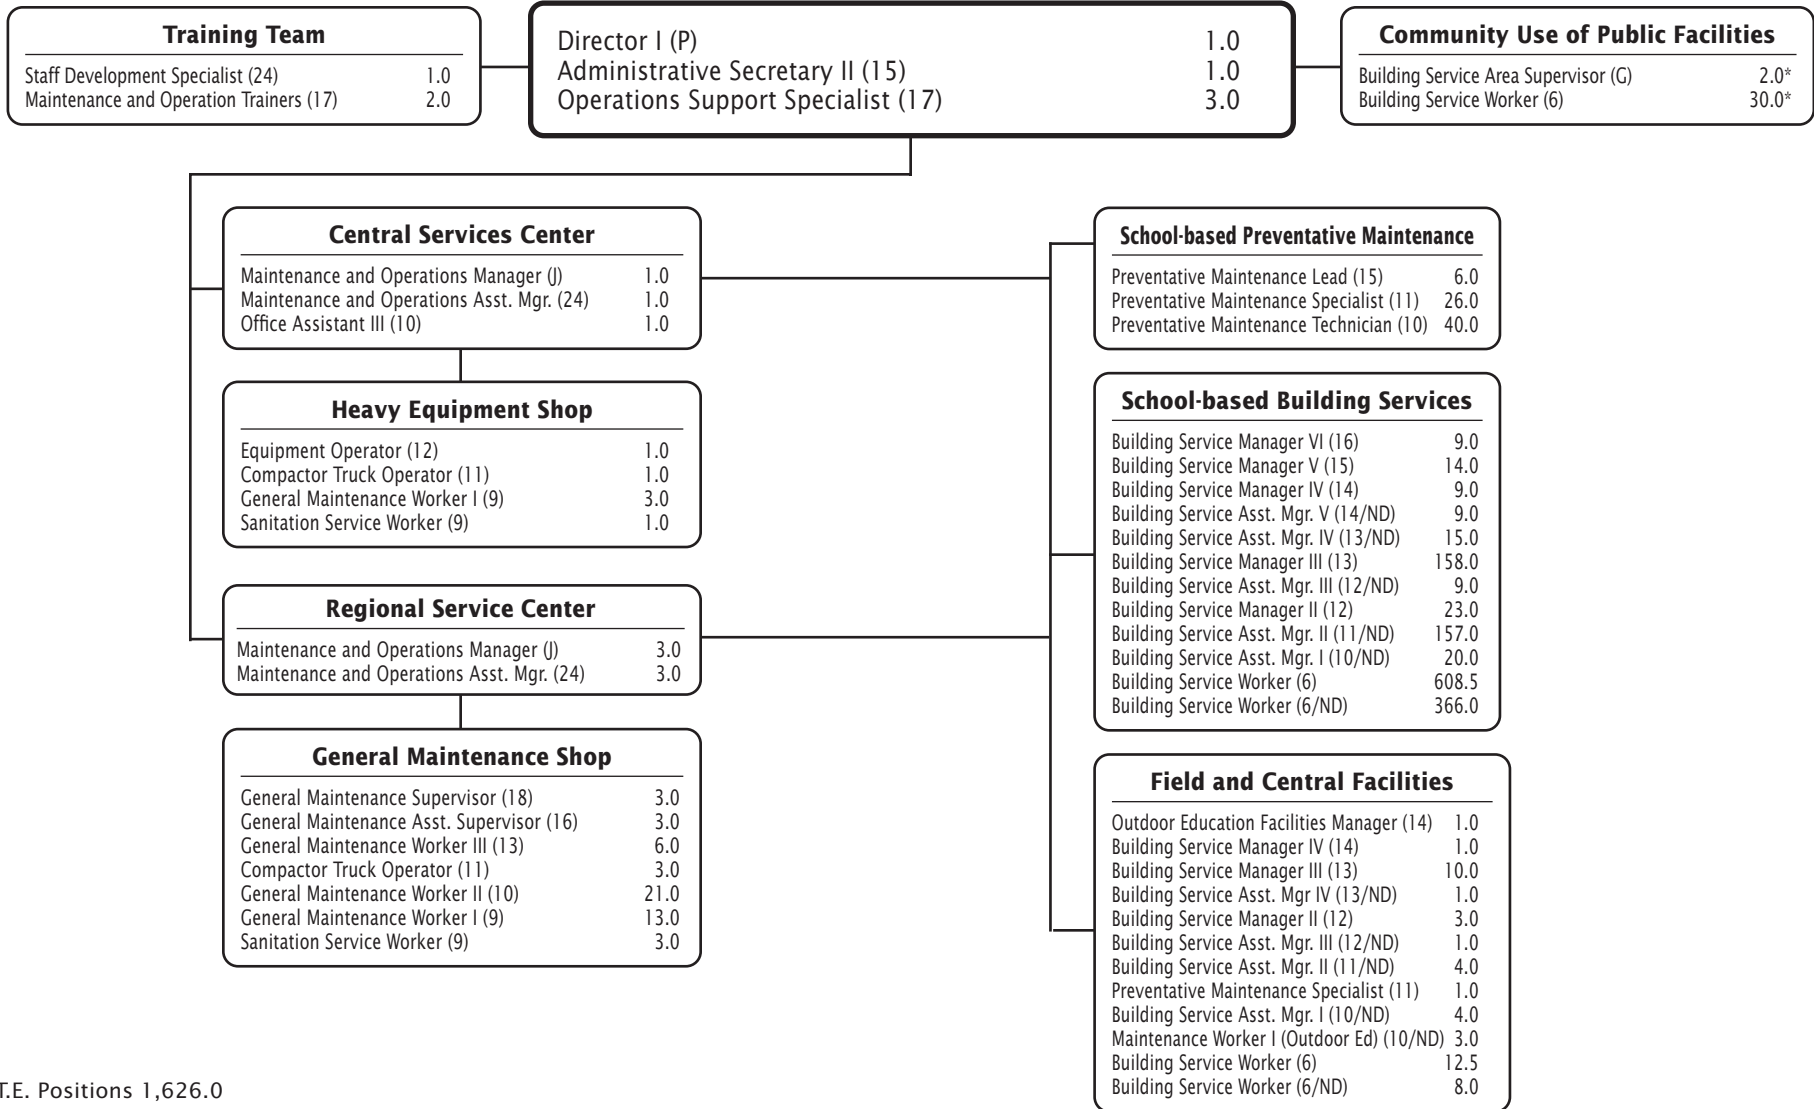 Training Team
Staff Development Specialist (24) 1.0
Maintenance and Operation Trainers (17) 2.0
Director I (P) 1.0
Administrative Secretary II (15) 1.0
Operations Support Specialist (17) 3.0
Community Use of Public Facilities
Building Service Area Supervisor (G) 2.0*
Building Service Worker (6) 30.0*
Central Services Center
Maintenance and Operations Manager (J) 1.0
Maintenance and Operations Asst. Mgr. (24) 1.0
Office Assistant III (10) 1.0
Heavy Equipment Shop
Equipment Operator (12) 1.0
Compactor Truck Operator (11) 1.0
General Maintenance Worker I (9) 3.0
Sanitation Service Worker (9) 1.0
Regional Service Center
Maintenance and Operations Manager (J) 3.0
Maintenance and Operations Asst. Mgr. (24) 3.0
General Maintenance Shop
General Maintenance Supervisor (18) 3.0
General Maintenance Asst. Supervisor (16) 3.0
General Maintenance Worker III (13) 6.0
Compactor Truck Operator (11) 3.0
General Maintenance Worker II (10) 21.0
General Maintenance Worker I (9) 13.0
Sanitation Service Worker (9) 3.0
School-based Preventative Maintenance
Preventative Maintenance Lead (15) 6.0
Preventative Maintenance Specialist (11) 26.0
Preventative Maintenance Technician (10) 40.0
School-based Building Services
Building Service Manager VI (16) 9.0
Building Service Manager V (15) 14.0
Building Service Manager IV (14) 9.0
Building Service Asst. Mgr. V (14/ND) 9.0
Building Service Asst. Mgr. IV (13/ND) 15.0
Building Service Manager III (13) 158.0
Building Service Asst. Mgr. III (12/ND) 9.0
Building Service Manager II (12) 23.0
Building Service Asst. Mgr. II (11/ND) 157.0
Building Service Asst. Mgr. I (10/ND) 20.0
Building Service Worker (6) 608.5
Building Service Worker (6/ND) 366.0
Field and Central Facilities
Outdoor Education Facilities Manager (14) 1.0
Building Service Manager IV (14) 1.0
Building Service Manager III (13) 10.0
Building Service Asst. Mgr IV (13/ND) 1.0
Building Service Manager II (12) 3.0
Building Service Asst. Mgr. III (12/ND) 1.0
Building Service Asst. Mgr. II (11/ND) 4.0
Preventative Maintenance Specialist (11) 1.0
Building Service Asst. Mgr. I (10/ND) 4.0
Maintenance Worker I (Outdoor Ed) (10/ND) 3.0
Building Service Worker (6) 12.5
Building Service Worker (6/ND) 8.0
T.E. Positions 1,626.0